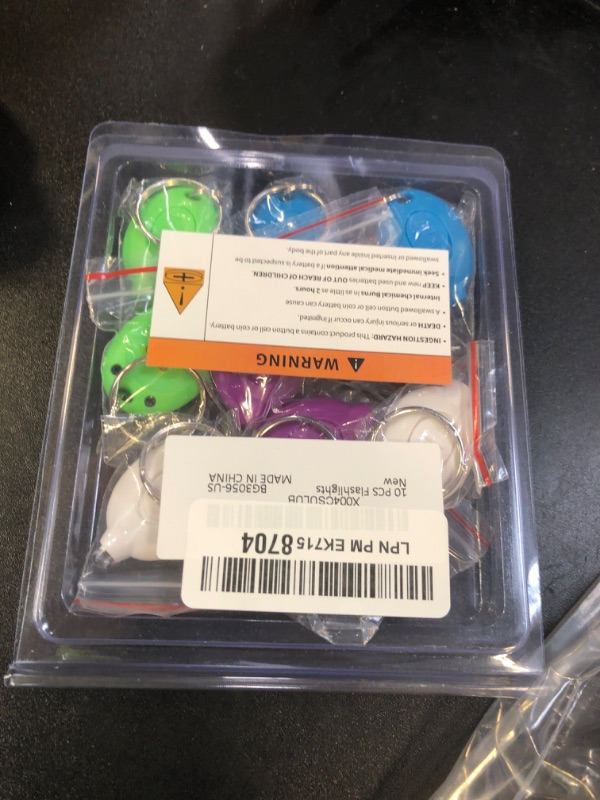 ⚠ WARNING
• INGESTION HAZARD: This product contains a button cell or coin battery.
DEATH or serious injury can occur if ingested.
• A swallowed button cell or coin battery can cause
Internal chemical Burns in as little as 2 hours.
KEEP new and used batteries OUT OF REACH OF CHILDREN.
• Seek immediate medical attention if a battery is suspected to be
swallowed or inserted inside any part of the body.
LPN PM EK7158704
X004CSULUB
10 PCS Flashlights BG3056-US
New MADE IN CHINA